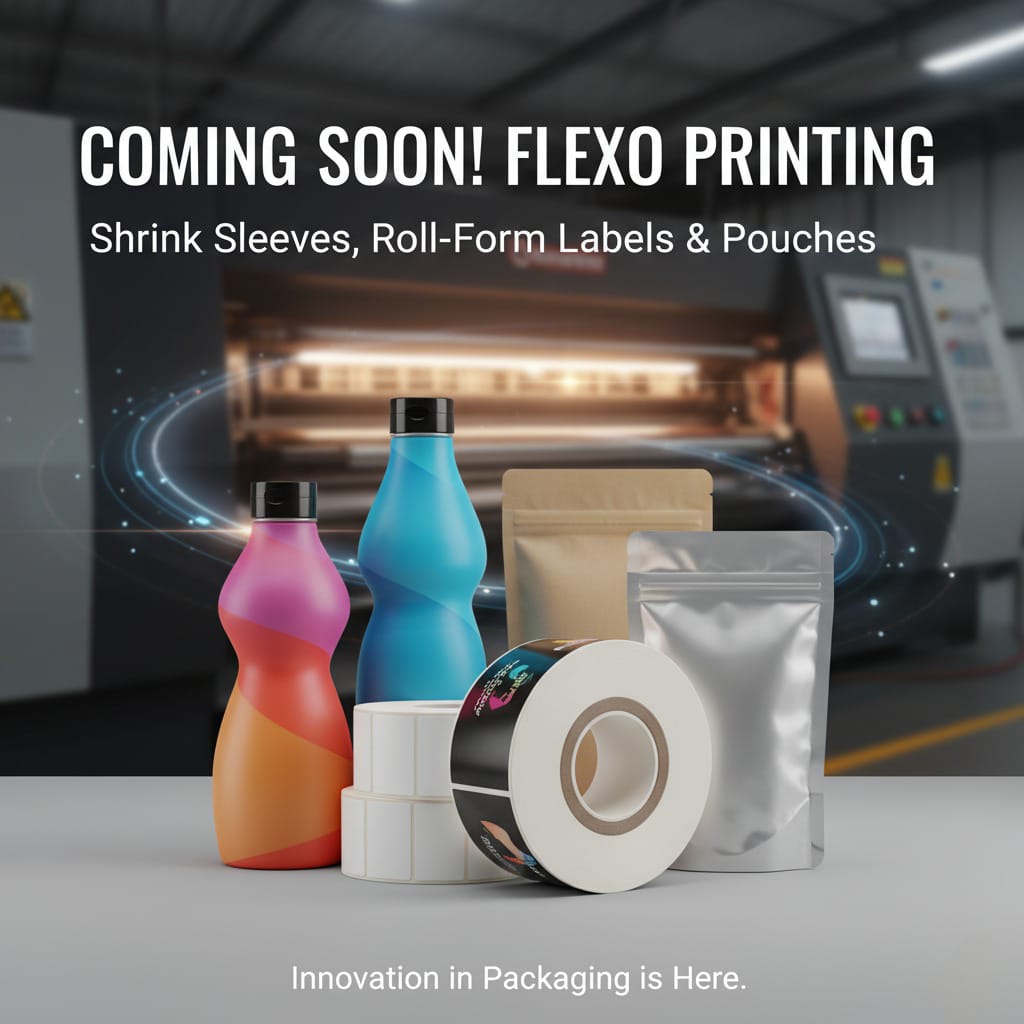 COMING SOON! FLEXO PRINTING
Shrink Sleeves, Roll-Form Labels & Pouches
Innovation in Packaging is Here.